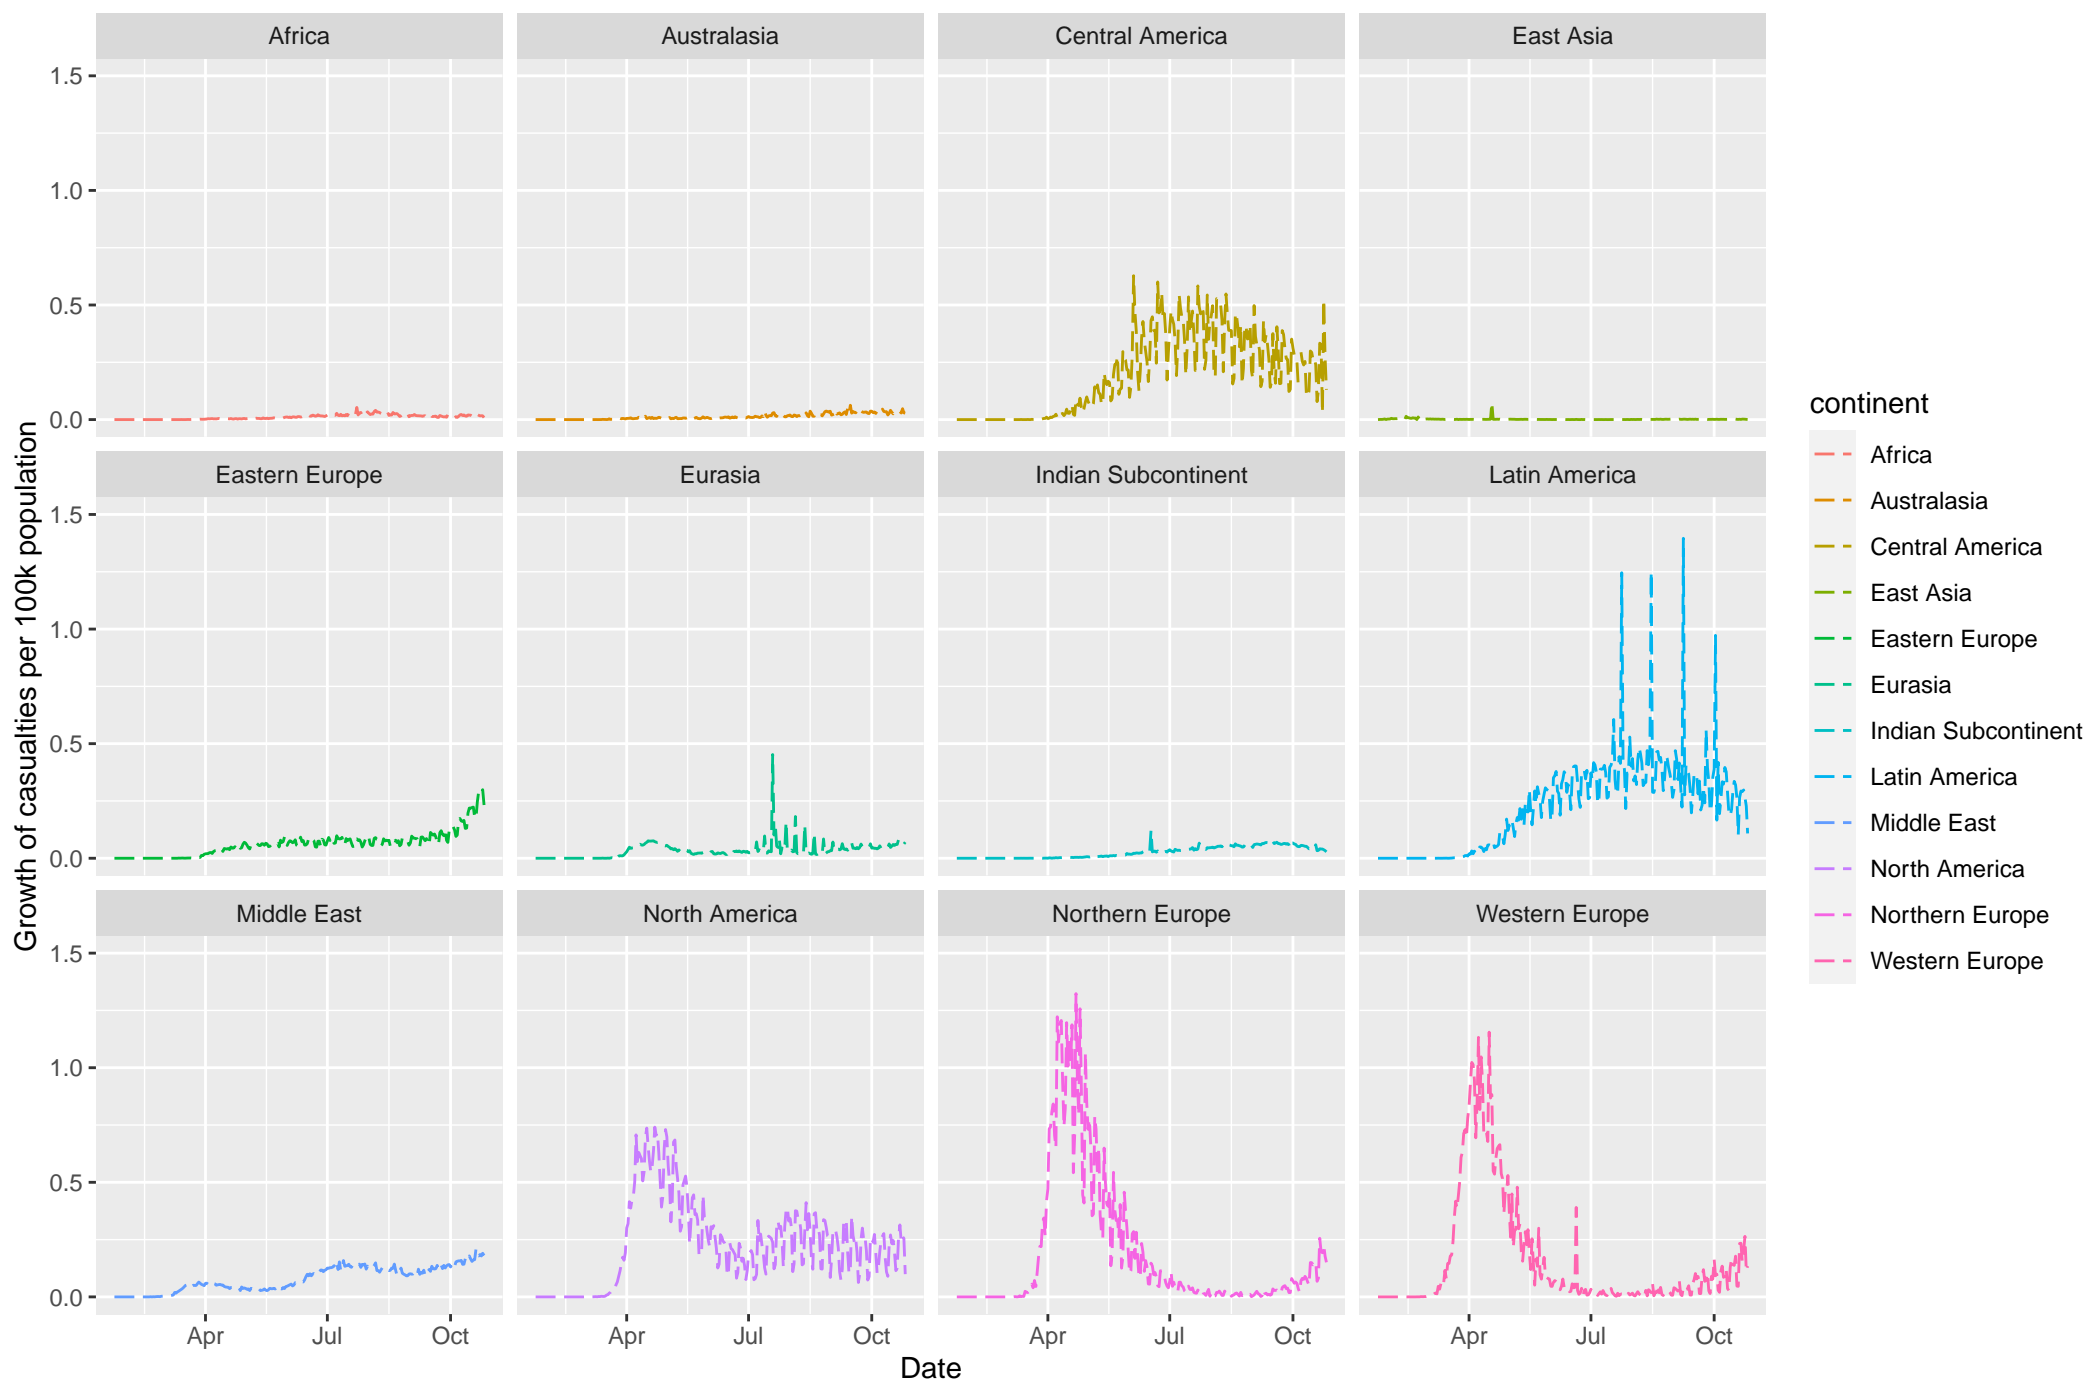 Africa
Australasia
Central America
East Asia
1.5
1.0
0.5
0.0
Eastern Europe
Eurasia
Indian Subcontinent
Latin America
1.5
1.0
0.5
0.0
Middle East
North America
Northern Europe
Western Europe
1.5
1.0
0.5
0.0
Apr Jul Oct
Apr Jul Oct
Apr Jul Oct
Apr Jul Oct
Date
Growth of casualties per 100k population
continent
Africa
Australasia
Central America
East Asia
Eastern Europe
Eurasia
Indian Subcontinent
Latin America
Middle East
North America
Northern Europe
Western Europe